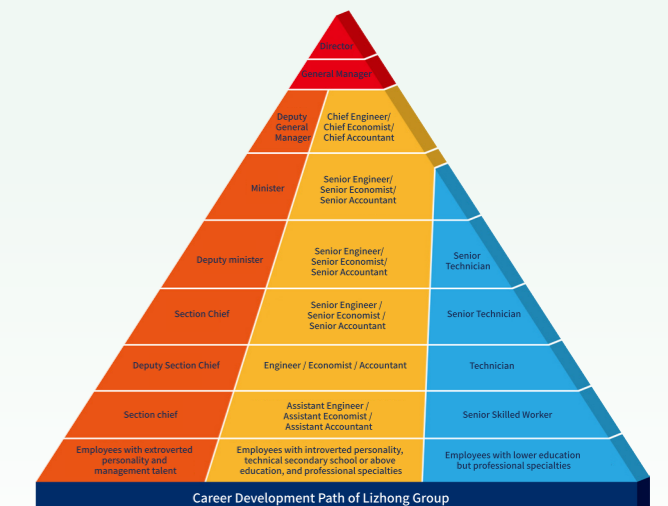 Director
General Manager
Deputy
General
Manager
Chief Engineer/
Chief Economist/
Chief Accountant
Minister
Senior Engineer/
Senior Economist/
Senior Accountant
Deputy minister
Senior Engineer/
Senior Economist/
Senior Accountant
Senior
Technician
Section Chief
Senior Engineer /
Senior Economist /
Senior Accountant
Senior Technician
Deputy Section Chief
Engineer / Economist / Accountant
Technician
Section chief
Assistant Engineer /
Assistant Economist /
Assistant Accountant
Senior Skilled Worker
Employees with extroverted
personality and
management talent
Employees with introverted personality,
technical secondary school or above
education, and professional specialties
Employees with lower education
but professional specialties
Career Development Path of Lizhong Group